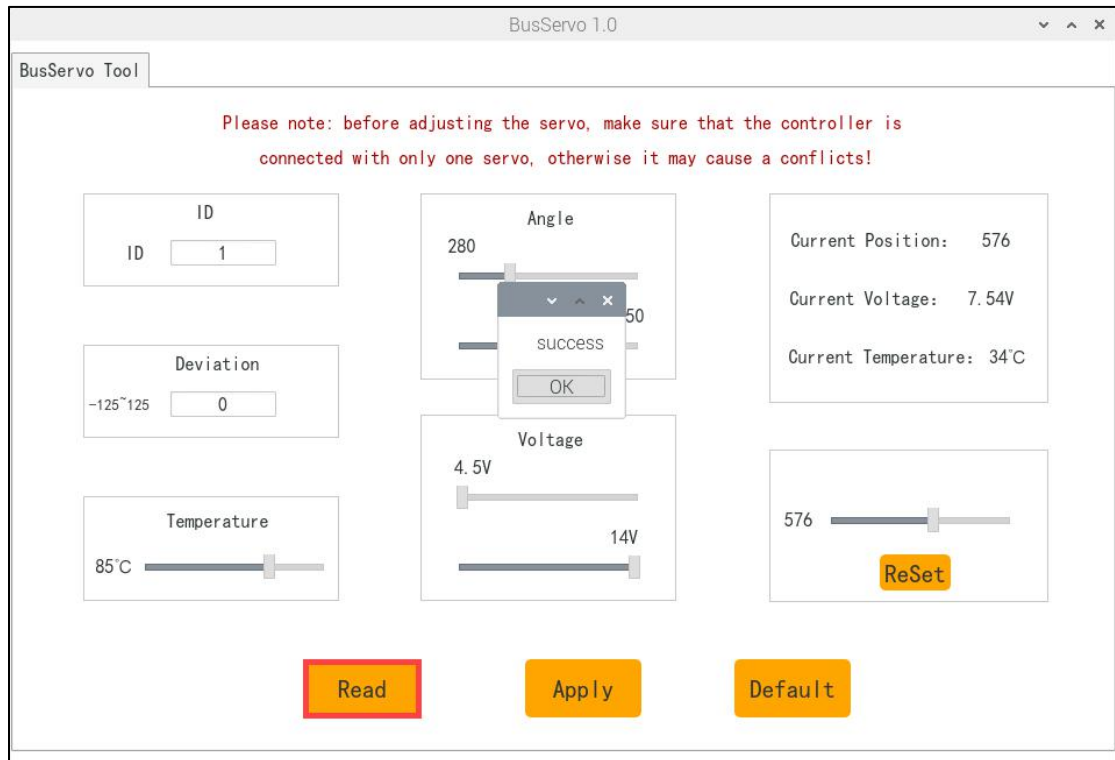 BusServo 1.0
BusServo Tool
Please note: before adjusting the servo, make sure that the controller is
connected with only one servo, otherwise it may cause a conflicts!
ID
ID 1
Deviation
-125~125 0
Temperature
85℃
Angle
280
50
success
OK
Voltage
4.5V
14V
Current Position: 576
Current Voltage: 7.54V
Current Temperature: 34℃
576
ReSet
Read
Apply
Default